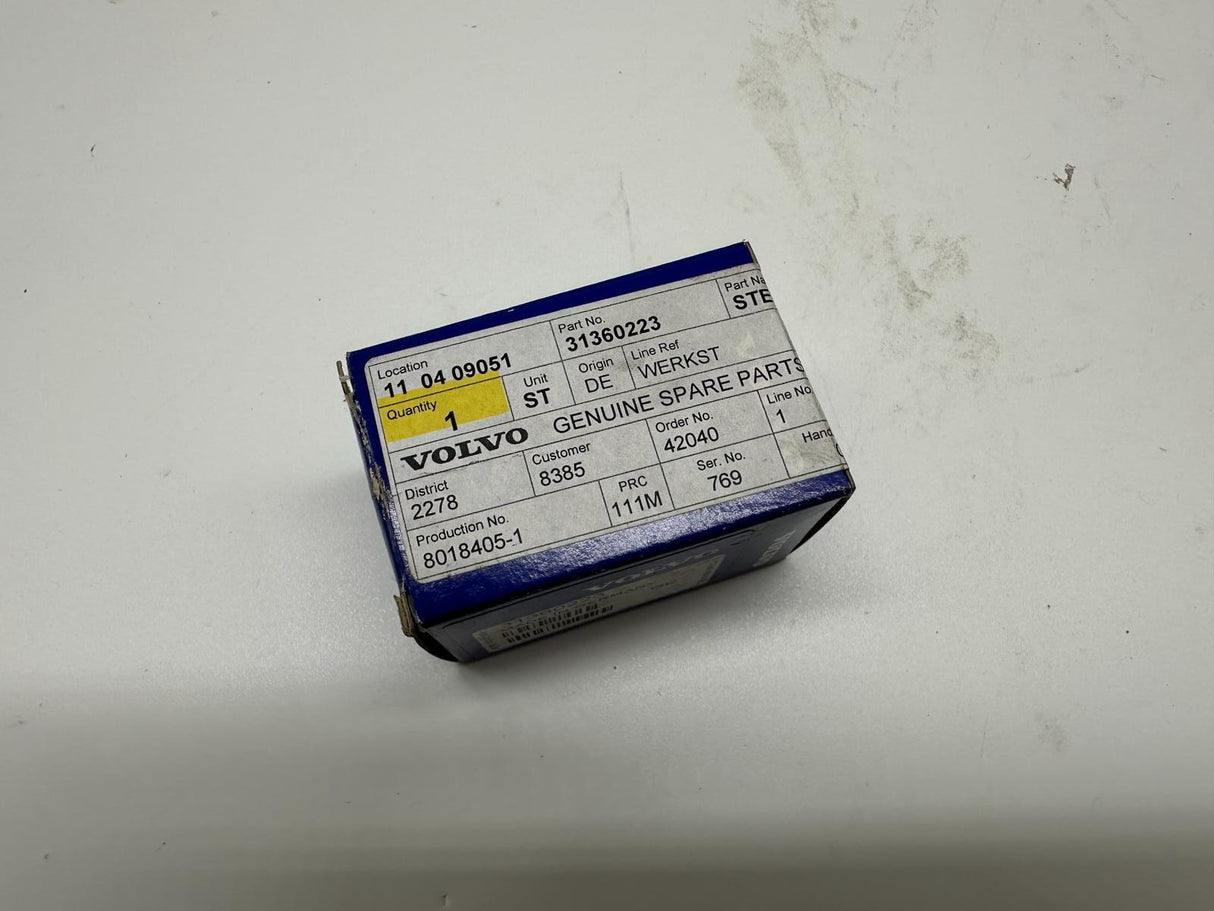 Location
11 04 09051
Part No.
31360223
Part Na
STE
Quantity
1
Unit
ST
Origin
DE
Line Ref
WERKST
VOLVO GENUINE SPARE PARTS
District
2278
Customer
8385
Order No.
42040
Line No
1
Production No.
8018405-1
PRC
111M
Ser. No.
769
Hand
VOLVO